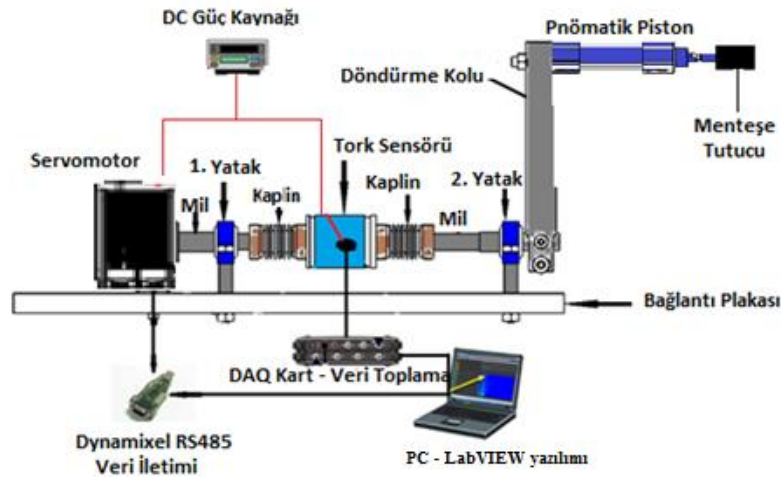 DC Güç Kaynağı
Pnömatik Piston
Döndürme Kolu
Menteşe
Tutucu
Servomotor
1. Yatak
Tork Sensörü
2. Yatak
Mil
Kaplin
Kaplin
Mil
Bağlantı Plakası
DAQ Kart - Veri Toplama
Dynamixel RS485
Veri İletimi
PC - LabVIEW yazılımı